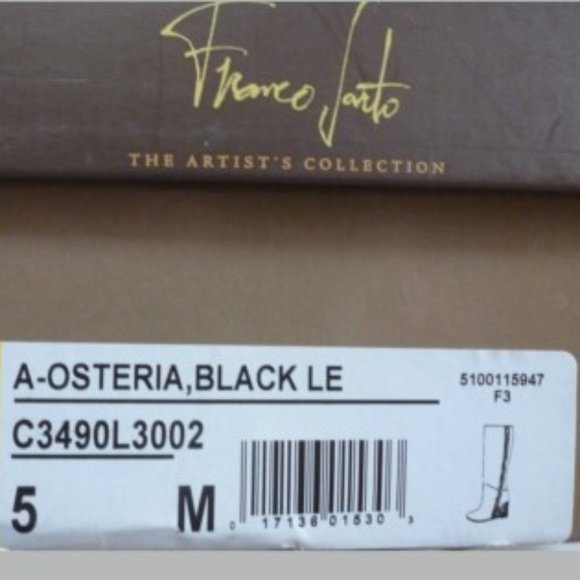 Franco Sarto
THE ARTIST'S COLLECTION
A-OSTERIA,BLACK LE
5100115947
F3
C3490L3002
5 M
0 17136 01530 3